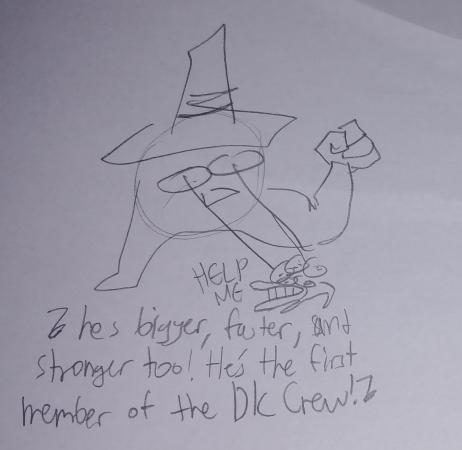 HELP
ME
he's bigger, faster, and
stronger too! He's the first
member of the DK Crew!